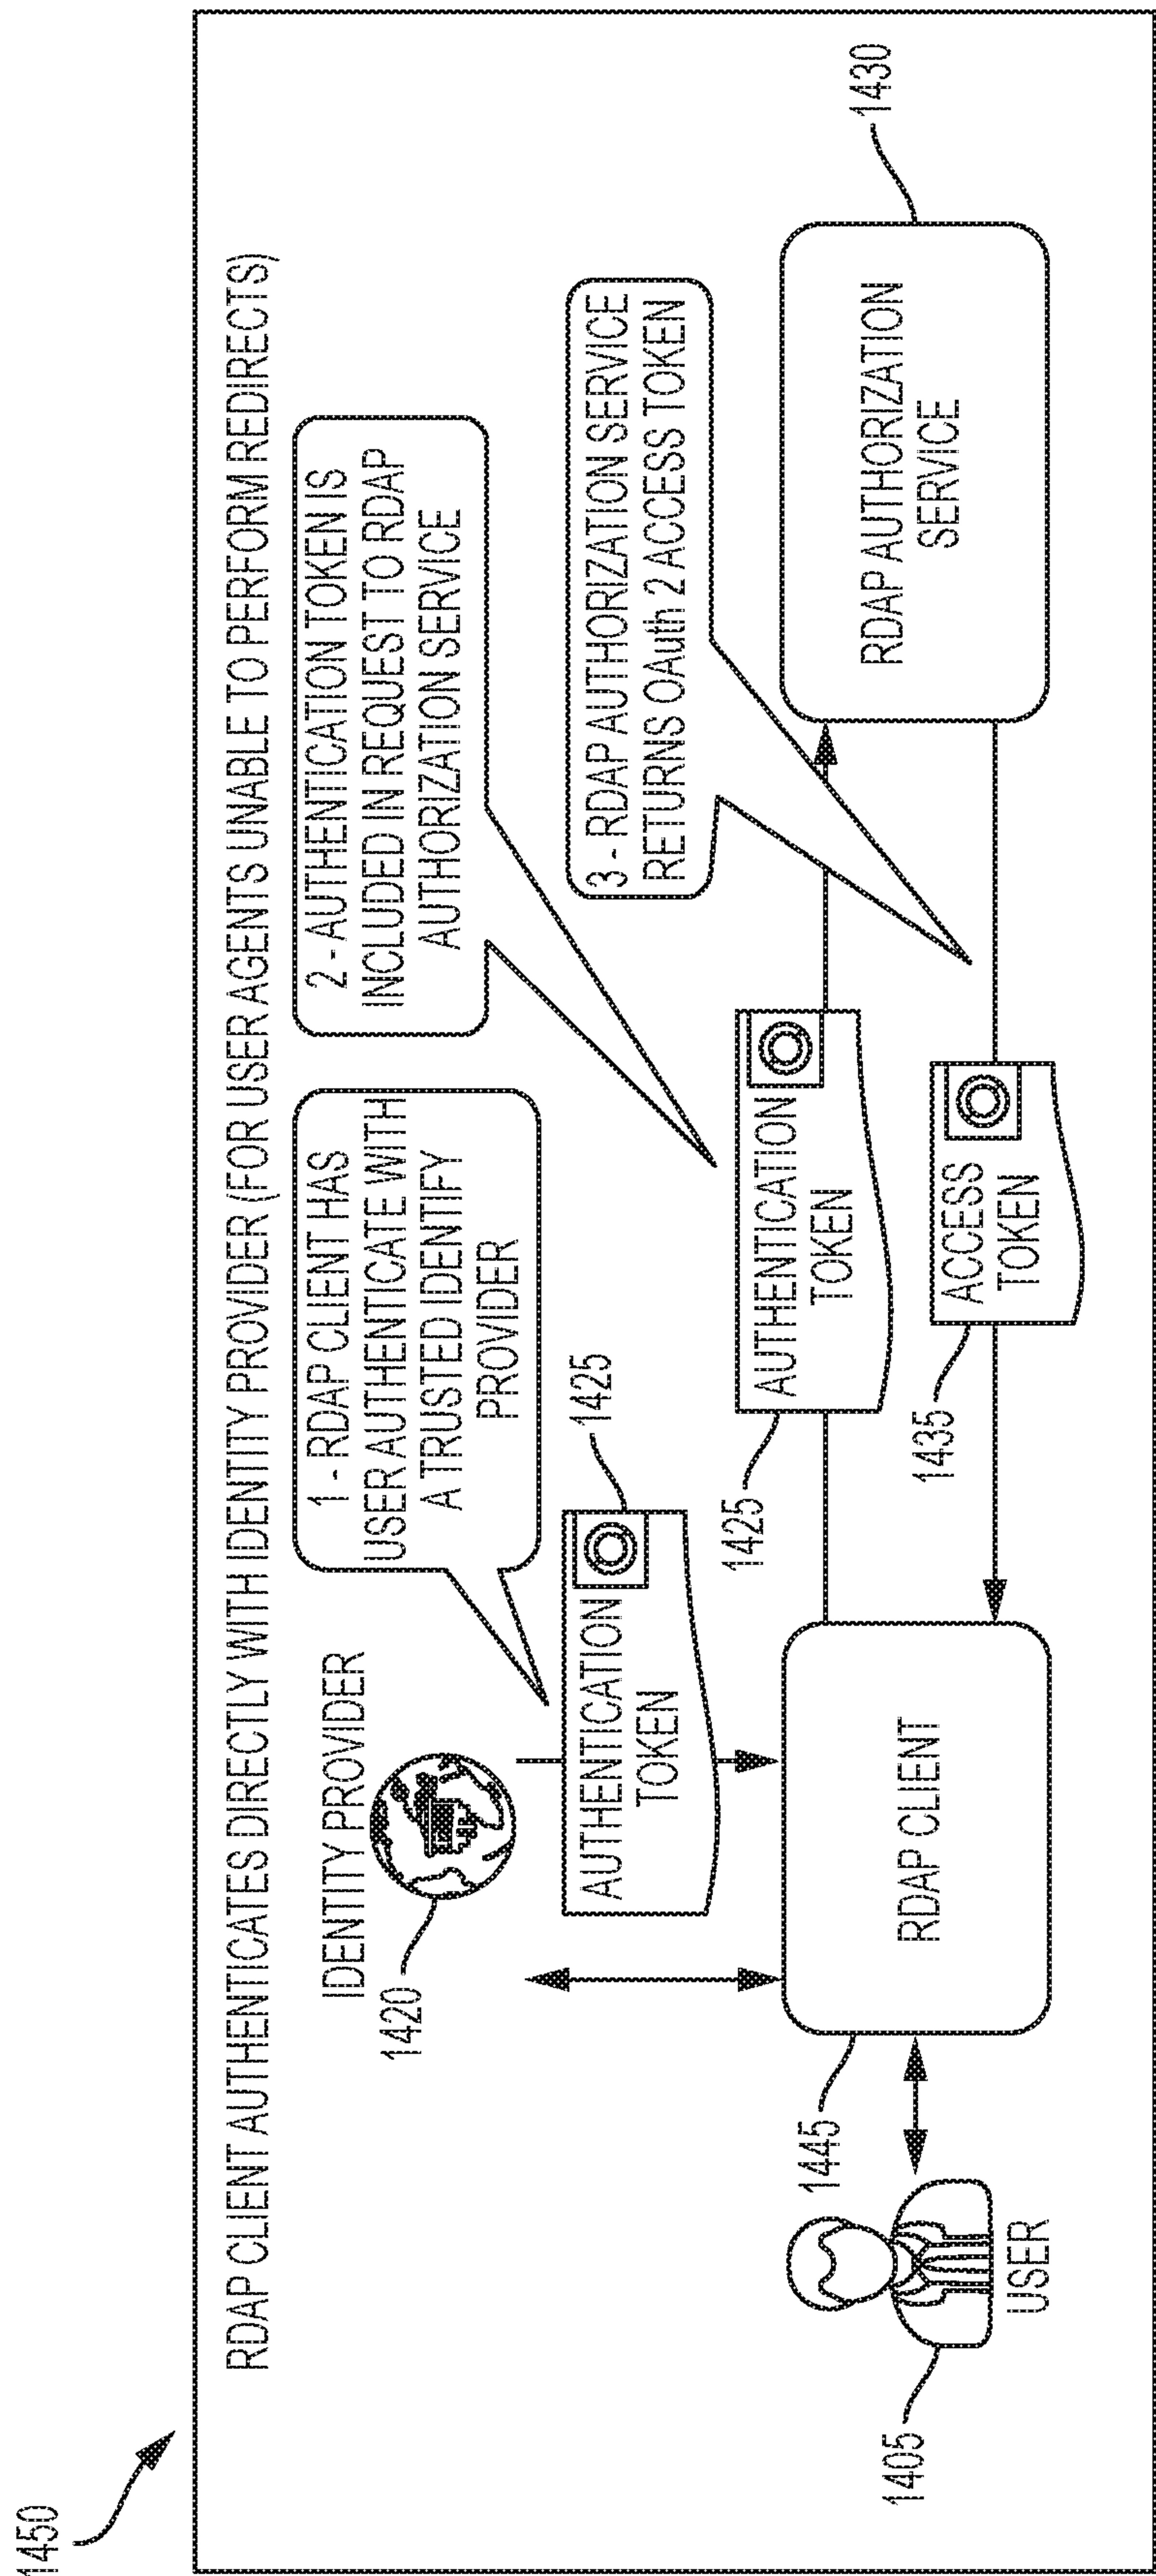 1450
RDAP CLIENT AUTHENTICATES DIRECTLY WITH IDENTITY PROVIDER (FOR USER AGENTS UNABLE TO PERFORM REDIRECTS)
IDENTITY PROVIDER
1420
1 - RDAP CLIENT HAS
USER AUTHENTICATE WITH
A TRUSTED IDENTIFY
PROVIDER
2 - AUTHENTICATION TOKEN IS
INCLUDED IN REQUEST TO RDAP
AUTHORIZATION SERVICE
3 - RDAP AUTHORIZATION SERVICE
RETURNS OAuth 2 ACCESS TOKEN
AUTHENTICATION
TOKEN
1425
AUTHENTICATION
TOKEN
1425
ACCESS
TOKEN
1435
USER
1405
RDAP CLIENT
1445
RDAP AUTHORIZATION
SERVICE
1430